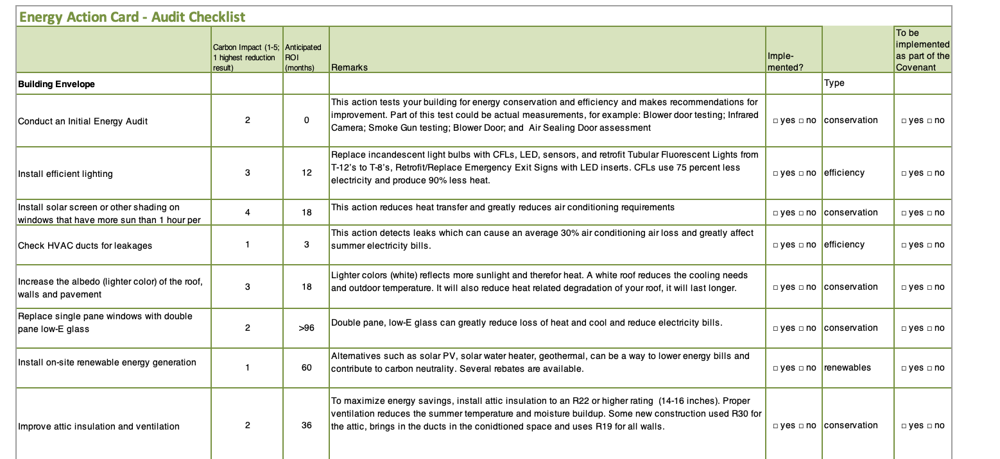 Energy Action Card - Audit Checklist
Carbon Impact (1-5;
1 highest reduction
result)
Anticipated
ROI
(months)
Remarks
Imple-
mented?
To be
implemented
as part of the
Covenant
Building Envelope
Type
Conduct an Initial Energy Audit
2
0
This action tests your building for energy conservation and efficiency and makes recommendations for
improvement. Part of this test could be actual measurements, for example: Blower door testing; Infrared
Camera; Smoke Gun testing; Blower Door; and  Air Sealing Door assessment
□ yes □ no
conservation
□ yes □ no
Install efficient lighting
3
12
Replace incandescent light bulbs with CFLs, LED, sensors, and retrofit Tubular Fluorescent Lights from
T-12's to T-8's, Retrofit/Replace Emergency Exit Signs with LED inserts. CFLs use 75 percent less
electricity and produce 90% less heat.
□ yes □ no
efficiency
□ yes □ no
Install solar screen or other shading on
windows that have more sun than 1 hour per
4
18
This action reduces heat transfer and greatly reduces air conditioning requirements
□ yes □ no
conservation
□ yes □ no
Check HVAC ducts for leakages
1
3
This action detects leaks which can cause an average 30% air conditioning air loss and greatly affect
summer electricity bills.
□ yes □ no
efficiency
□ yes □ no
Increase the albedo (lighter color) of the roof,
walls and pavement
3
18
Lighter colors (white) reflects more sunlight and therefor heat. A white roof reduces the cooling needs
and outdoor temperature. It will also reduce heat related degradation of your roof, it will last longer.
□ yes □ no
conservation
□ yes □ no
Replace single pane windows with double
pane low-E glass
2
>96
Double pane, low-E glass can greatly reduce loss of heat and cool and reduce electricity bills.
□ yes □ no
conservation
□ yes □ no
Install on-site renewable energy generation
1
60
Alternatives such as solar PV, solar water heater, geothermal, can be a way to lower energy bills and
contribute to carbon neutrality. Several rebates are available.
□ yes □ no
renewables
□ yes □ no
Improve attic insulation and ventilation
2
36
To maximize energy savings, install attic insulation to an R22 or higher rating  (14-16 inches). Proper
ventilation reduces the summer temperature and moisture buildup. Some new construction used R30 for
the attic, brings in the ducts in the conidtioned space and uses R19 for all walls.
□ yes □ no
conservation
□ yes □ no